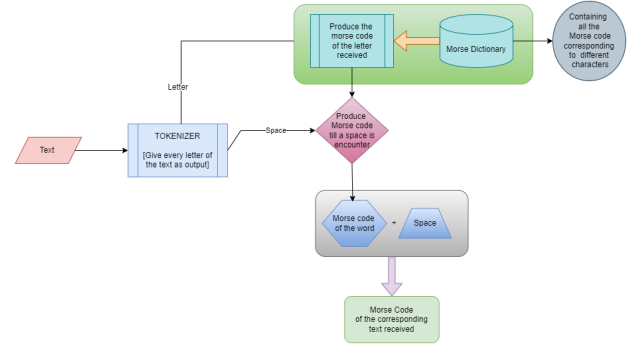 Produce the
morse code
of the letter
received
Morse Dictionary
Containing
all the
Morse code
corresponding
to different
characters
Letter
Text
TOKENIZER
[Give every letter of
the text as output]
Space
Produce
Morse code
till a space is
encounter
Morse code
of the word
+
Space
Morse Code
of the corresponding
text received